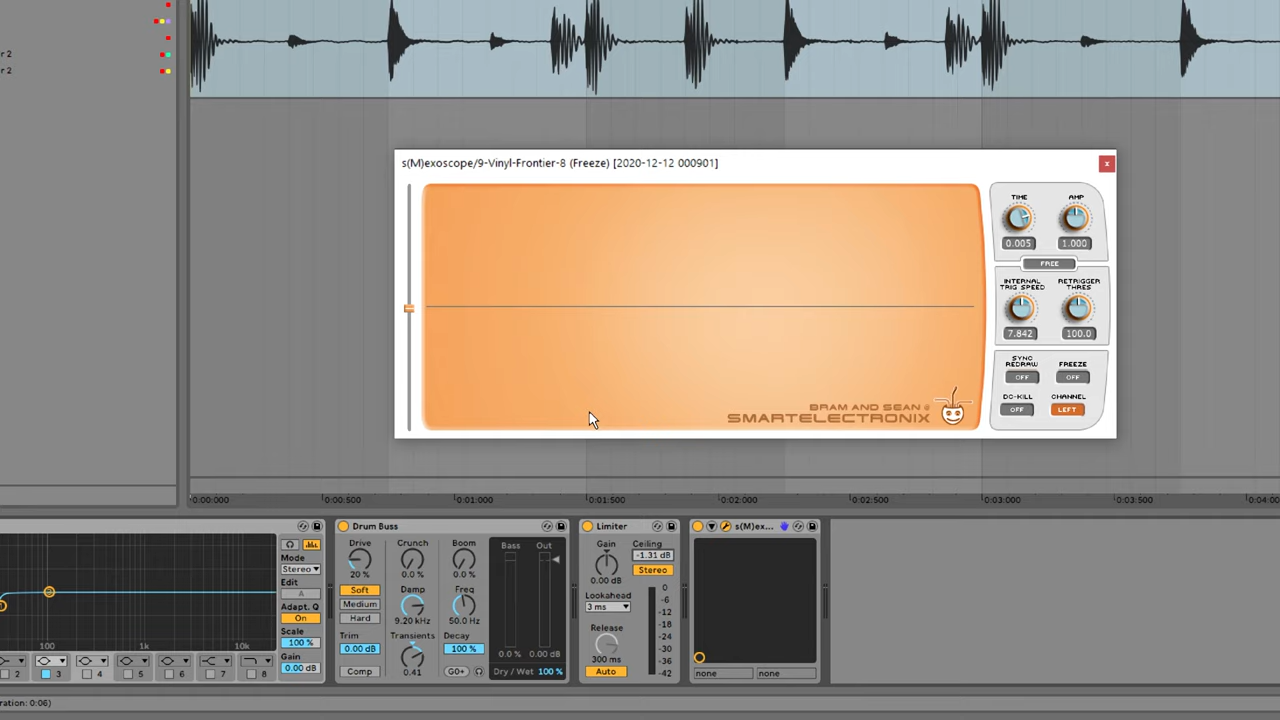 r 2
r 2
s(M)exoscope/9-Vinyl-Frontier-8 (Freeze) [2020-12-12 000901]
x
TIME
AMP
0.005
1.000
FREE
INTERNAL
TRIG SPEED
RETRIGGER
THRES
7.842
100.0
SYNC
REDRAW
FREEZE
OFF
OFF
DC-KILL
CHANNEL
OFF
LEFT
BRAM AND SEAN @
SMARTELECTRONIX
0:00:000
0:00:500
0:01:000
0:01:500
0:02:000
0:02:500
0:03:000
0:03:500
0:04:00
Mode
Stereo
Edit
A
Adapt. Q
On
Scale
100 %
Gain
0.00 dB
100
1k
10k
2
3
4
5
6
7
8
Drum Buss
Drive
20 %
Crunch
0.0 %
Boom
0.0 %
Soft
Medium
Hard
Damp
9.20 kHz
Freq
50.0 Hz
Trim
0.00 dB
Transients
0.41
Decay
100 %
Comp
Bass
Out
0.0 %
0.00 dB
Dry / Wet
100 %
Limiter
Gain
0.00 dB
Ceiling
-1.31 dB
Stereo
Lookahead
3 ms
Release
300 ms
Auto
0
-6
-12
-18
-24
-30
-36
-42
s(M)ex...
none
none
ration: 0:06)